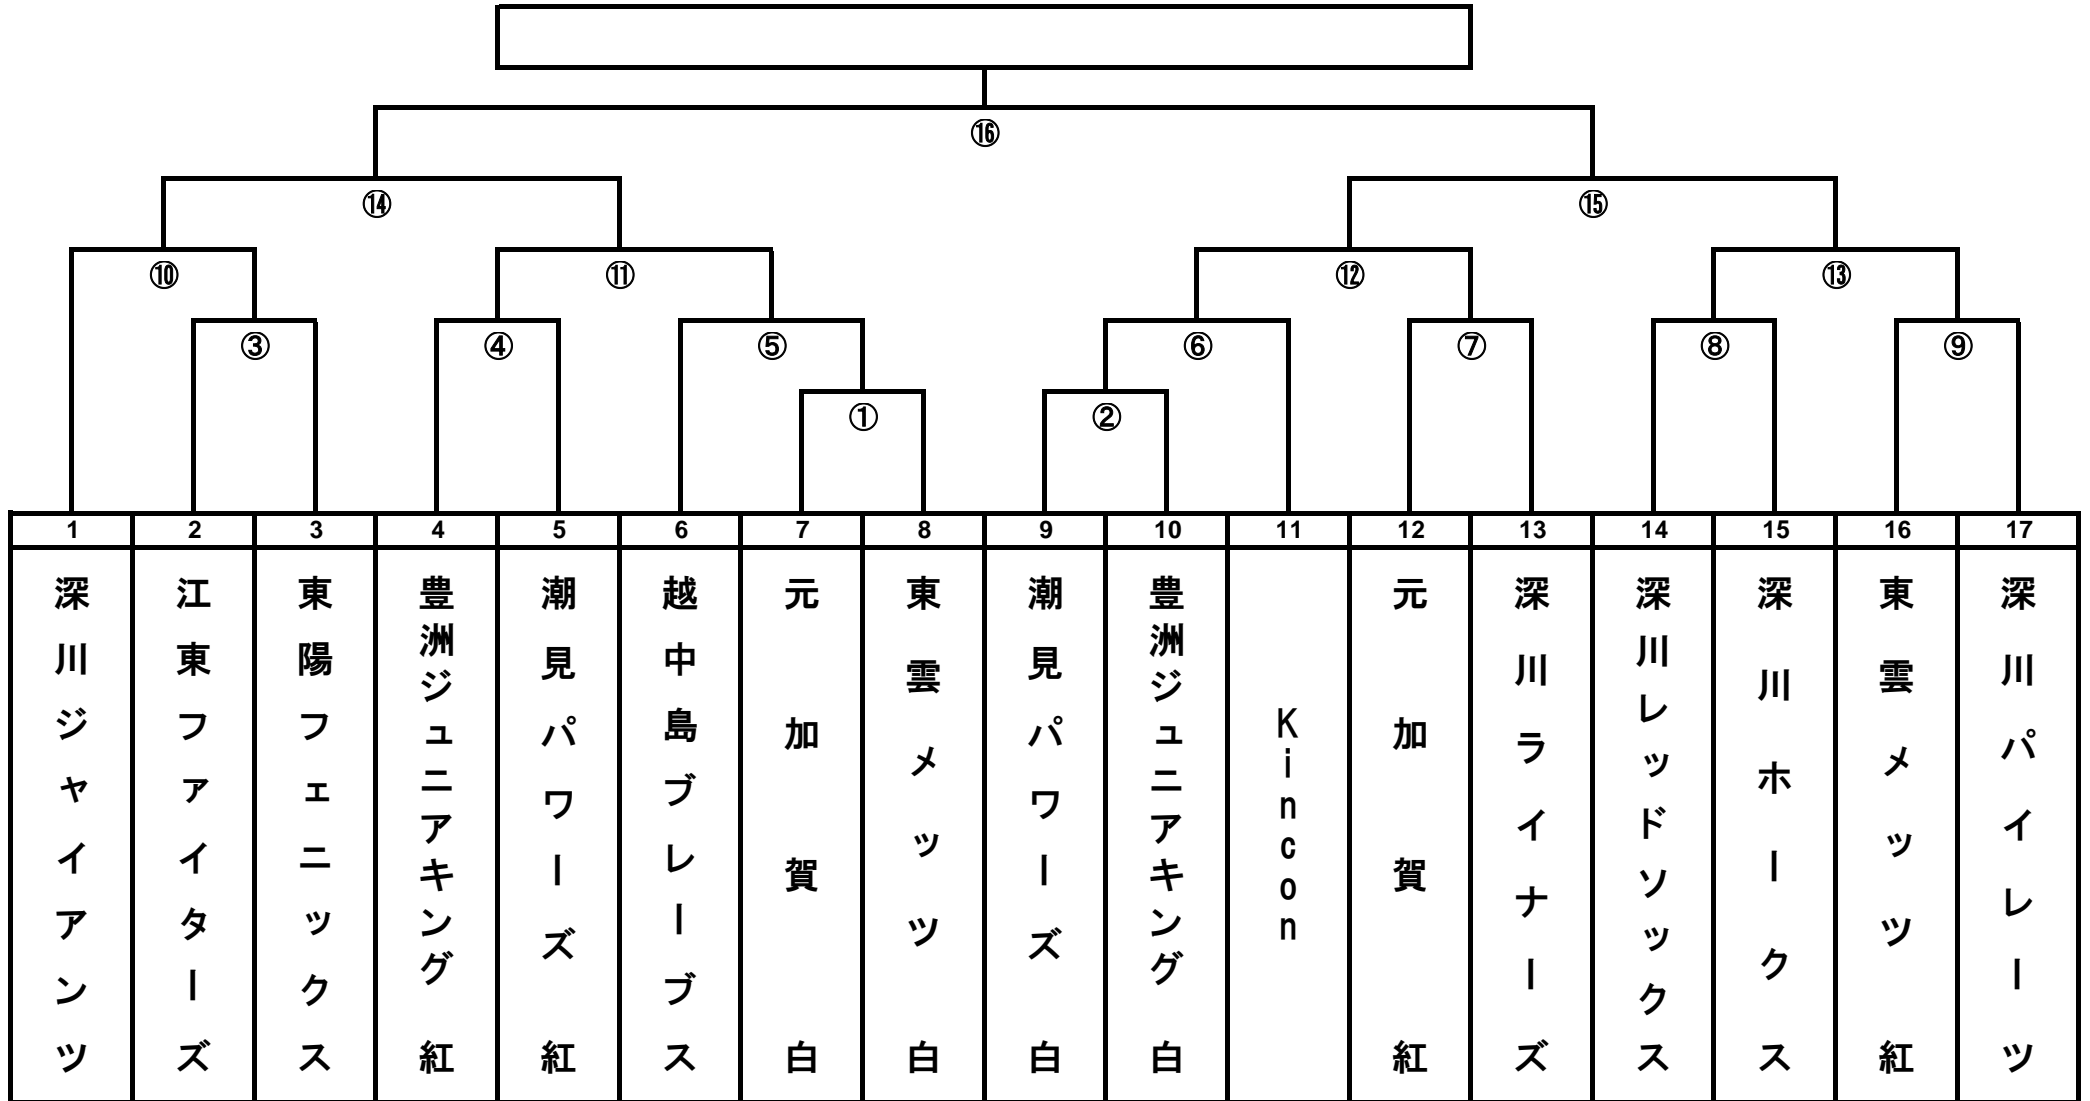 ⑯
⑭ ⑮
⑩ ⑪ ⑫ ⑬
③ ④ ⑤ ⑥ ⑦ ⑧ ⑨
① ②
1 2 3 4 5 6 7 8 9 10 11 12 13 14 15 16 17
深川ジャイアンツ
江東ファイターズ
東陽フェニックス
豊洲ジュニアキング紅
潮見パワーズ紅
越中島ブレーブス
元加賀白
東雲メッツ白
潮見パワーズ白
豊洲ジュニアキング白
Kincon
元加賀紅
深川ライナーズ
深川レッドソックス
深川ホークス
東雲メッツ紅
深川パイレーツ